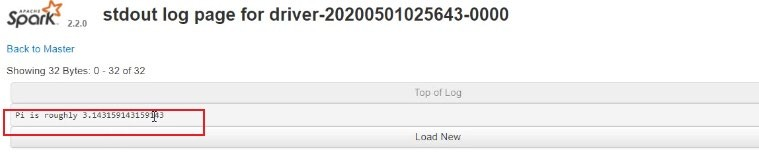 APACHE
Spark 2.2.0 stdout log page for driver-20200501025643-0000
Back to Master
Showing 32 Bytes: 0 - 32 of 32
Top of Log
Pi is roughly 3.143159143159143
Load New